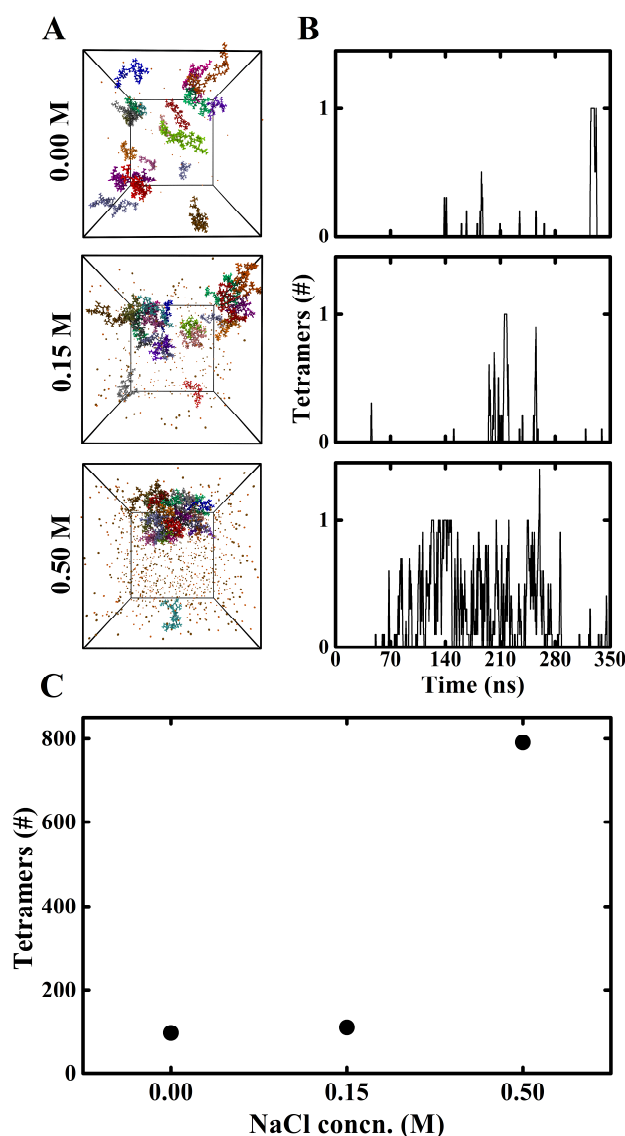 A
B
0.00 M
1
0
0.15 M
Tetramers (#)
1
0
0.50 M
1
0
0 70 140 210 280 350
Time (ns)
C
Tetramers (#)
800
600
400
200
0
0.00 0.15 0.50
NaCl concn. (M)